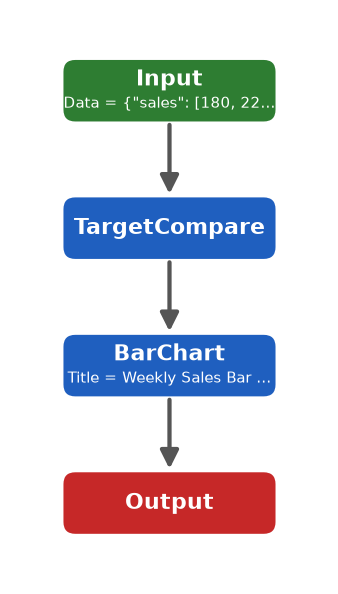 Input
Data = {"sales": [180, 22...
TargetCompare
BarChart
Title = Weekly Sales Bar ...
Output